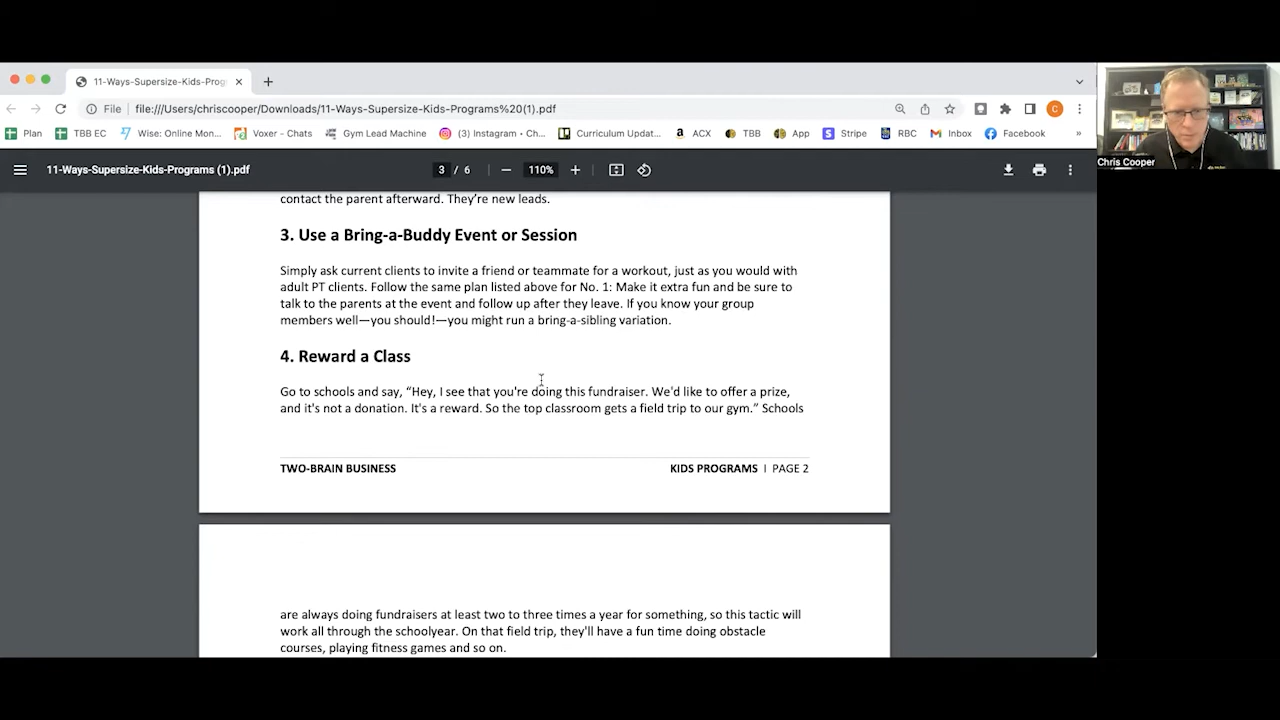 11-Ways-Supersize-Kids-Prog
File
file:///Users/chriscooper/Downloads/11-Ways-Supersize-Kids-Programs%20(1).pdf
C
Plan
TBB EC
Wise: Online Mon...
Voxer - Chats
Gym Lead Machine
(3) Instagram • Ch...
Curriculum Updat...
ACX
TBB
App
Stripe
RBC
Inbox
Facebook
»
Chris Cooper
11-Ways-Supersize-Kids-Programs (1).pdf
3 / 6
110%
contact the parent afterward. They’re new leads.
3. Use a Bring-a-Buddy Event or Session
Simply ask current clients to invite a friend or teammate for a workout, just as you would with
adult PT clients. Follow the same plan listed above for No. 1: Make it extra fun and be sure to
talk to the parents at the event and follow up after they leave. If you know your group
members well—you should!—you might run a bring-a-sibling variation.
4. Reward a Class
Go to schools and say, “Hey, I see that you're doing this fundraiser. We'd like to offer a prize,
and it's not a donation. It's a reward. So the top classroom gets a field trip to our gym.” Schools
TWO-BRAIN BUSINESS
KIDS PROGRAMS | PAGE 2
are always doing fundraisers at least two to three times a year for something, so this tactic will
work all through the schoolyear. On that field trip, they'll have a fun time doing obstacle
courses, playing fitness games and so on.